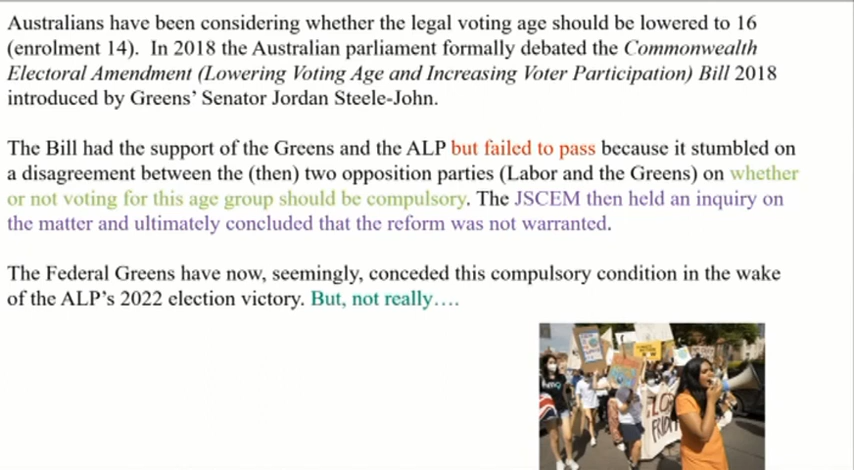 Australians have been considering whether the legal voting age should be lowered to 16
(enrolment 14). In 2018 the Australian parliament formally debated the Commonwealth
Electoral Amendment (Lowering Voting Age and Increasing Voter Participation) Bill 2018
introduced by Greens' Senator Jordan Steele-John.
The Bill had the support of the Greens and the ALP but failed to pass because it stumbled on
a disagreement between the (then) two opposition parties (Labor and the Greens) on whether
or not voting for this age group should be compulsory. The JSCEM then held an inquiry on
the matter and ultimately concluded that the reform was not warranted.
The Federal Greens have now, seemingly, conceded this compulsory condition in the wake
of the ALP's 2022 election victory. But, not really….